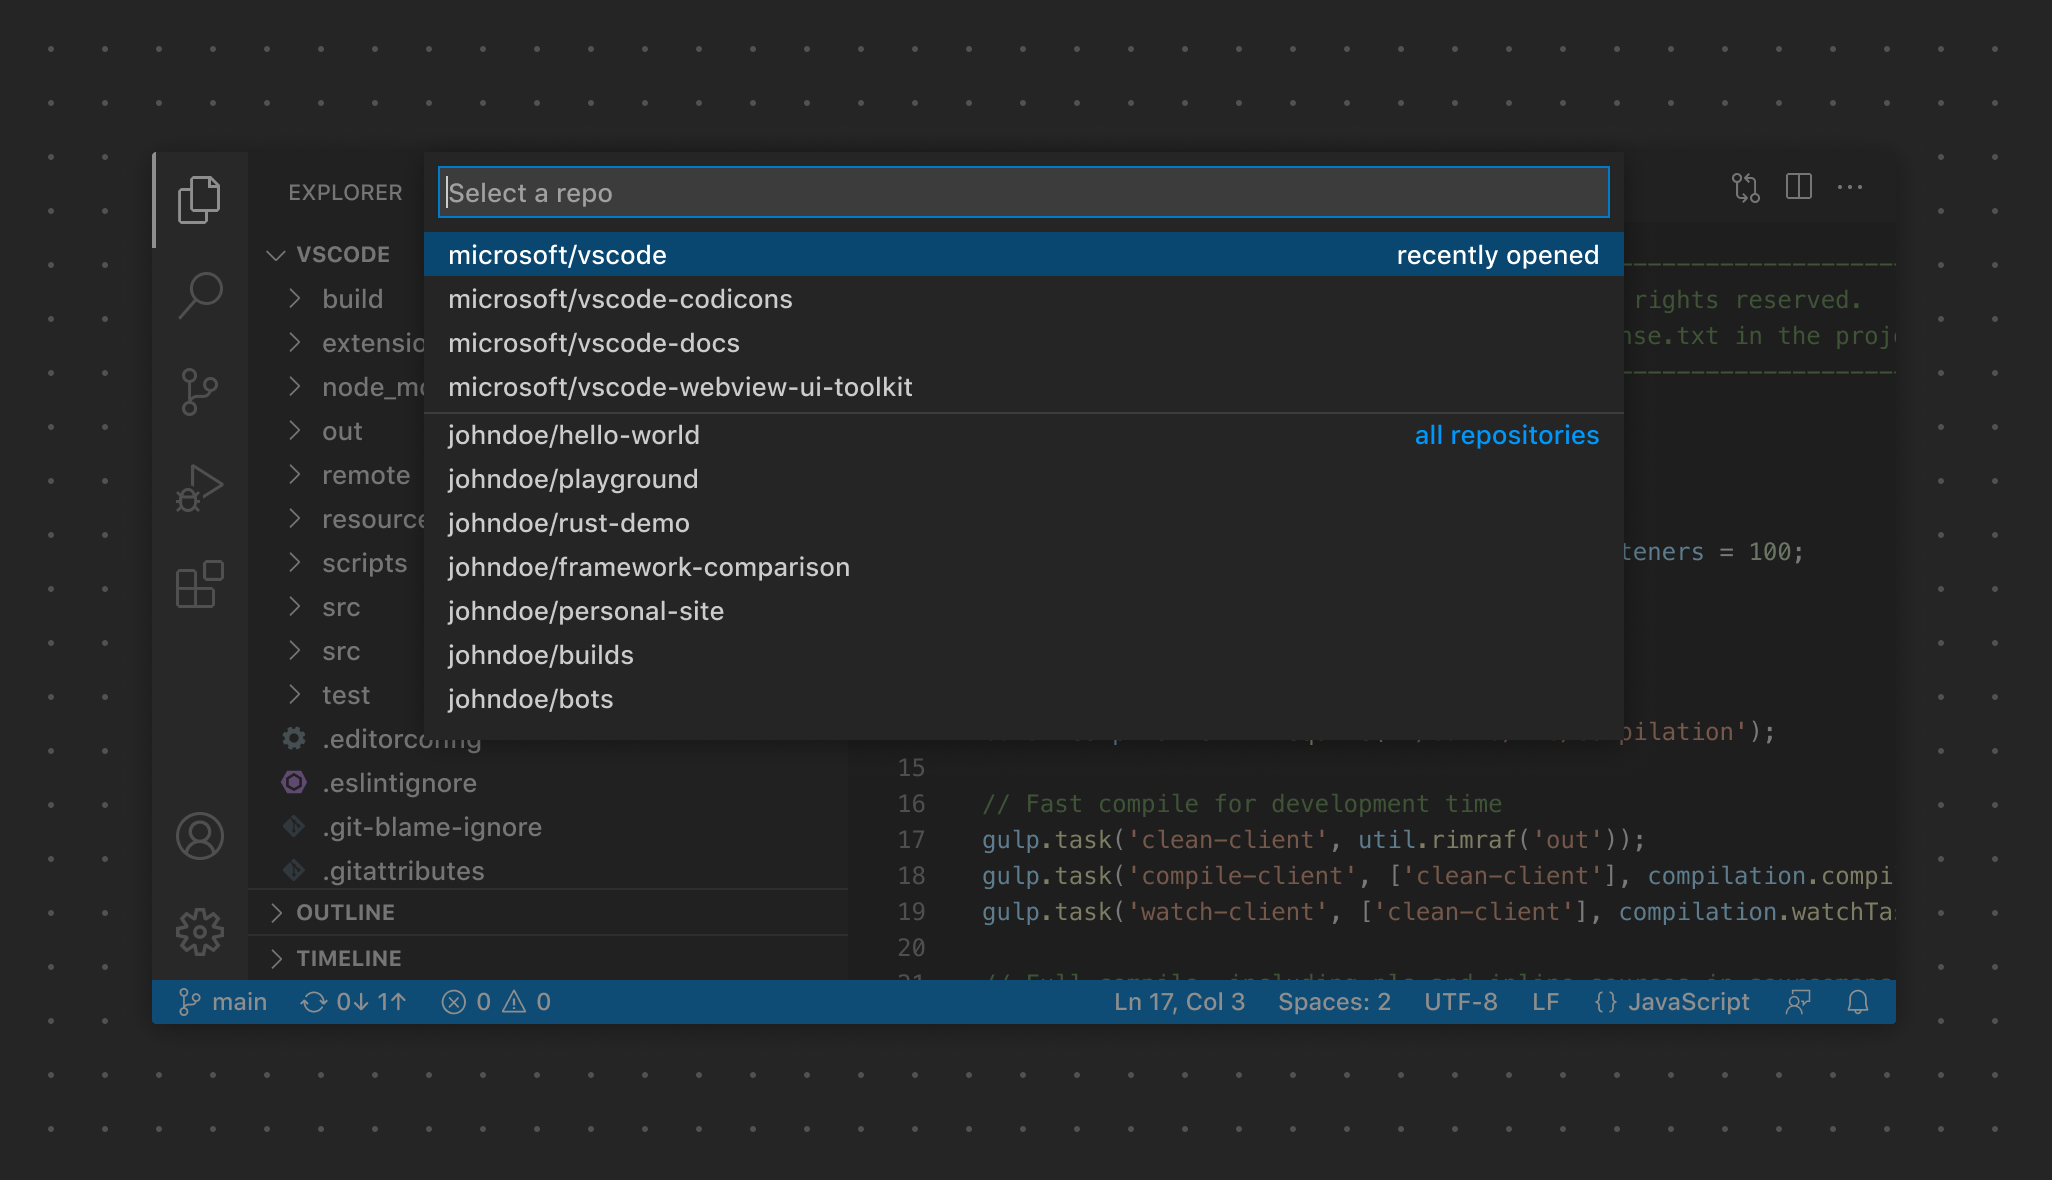 EXPLORER
VSCODE
build
node_mo
out
remote
scripts
src
src
test
.editorconfig
.eslintignore
.git-blame-ignore
.gitattributes
OUTLINE
TIMELINE
Select a repo
microsoft/vscode recently opened
microsoft/vscode-codicons
microsoft/vscode-docs
microsoft/vscode-webview-ui-toolkit
johndoe/hello-world all repositories
johndoe/playground
johndoe/rust-demo
johndoe/framework-comparison
johndoe/personal-site
johndoe/builds
johndoe/bots
rights reserved.
nse.txt in the proj
teners = 100;
pilation');
15
16 // Fast compile for development time
17 gulp.task('clean-client', util.rimraf('out'));
18 gulp.task('compile-client', ['clean-client'], compilation.compi
19 gulp.task('watch-client', ['clean-client'], compilation.watchTa
20
main 0↓ 1↑ 0 0 Ln 17, Col 3 Spaces: 2 UTF-8 LF {} JavaScript